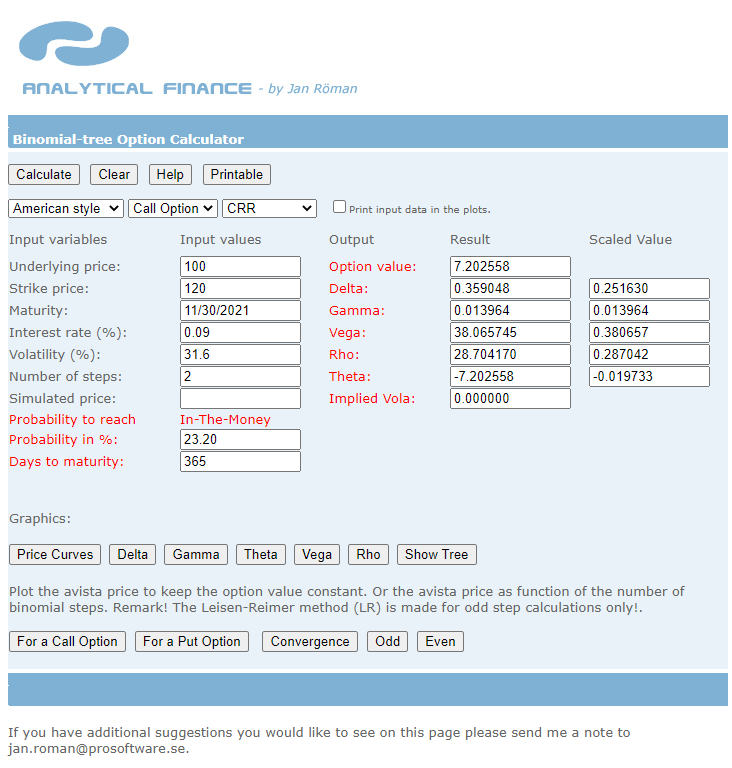 ANALYTICAL FINANCE - by Jan Röman
Binomial-tree Option Calculator
Calculate Clear Help Printable
American style Call Option CRR Print input data in the plots.
Input variables Input values Output Result Scaled Value
Underlying price: 100 Option value: 7.202558
Strike price: 120 Delta: 0.359048 0.251630
Maturity: 11/30/2021 Gamma: 0.013964 0.013964
Interest rate (%): 0.09 Vega: 38.065745 0.380657
Volatility (%): 31.6 Rho: 28.704170 0.287042
Number of steps: 2 Theta: -7.202558 -0.019733
Simulated price: Implied Vola: 0.000000
Probability to reach In-The-Money
Probability in %: 23.20
Days to maturity: 365
Graphics:
Price Curves Delta Gamma Theta Vega Rho Show Tree
Plot the avista price to keep the option value constant. Or the avista price as function of the number of
binomial steps. Remark! The Leisen-Reimer method (LR) is made for odd step calculations only!.
For a Call Option For a Put Option Convergence Odd Even
If you have additional suggestions you would like to see on this page please send me a note to
jan.roman@prosoftware.se.